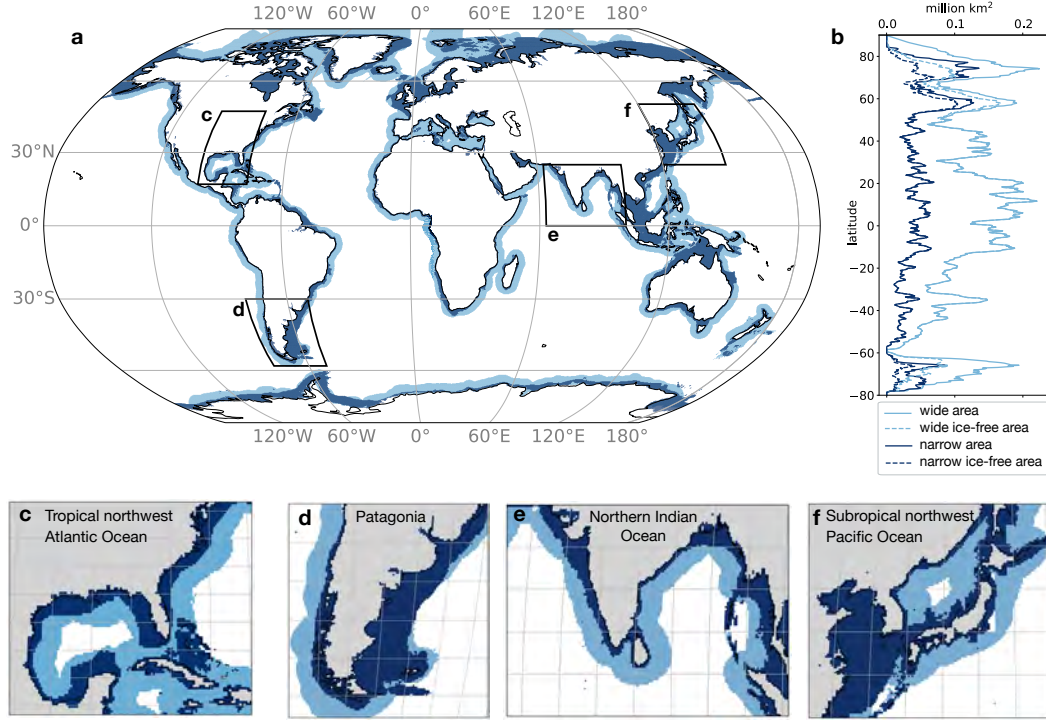 120°W 60°W 0° 60°E 120°E 180°
a
c
f
30°N
0°
e
d
30°S
120°W 60°W 0° 60°E 120°E 180°
million km²
0.0 0.1 0.2
b
80
60
40
20
0
−20
−40
−60
−80
latitude
wide area
wide ice-free area
narrow area
narrow ice-free area
c Tropical northwest
Atlantic Ocean
d Patagonia
e Northern Indian
Ocean
f Subropical northwest
Pacific Ocean